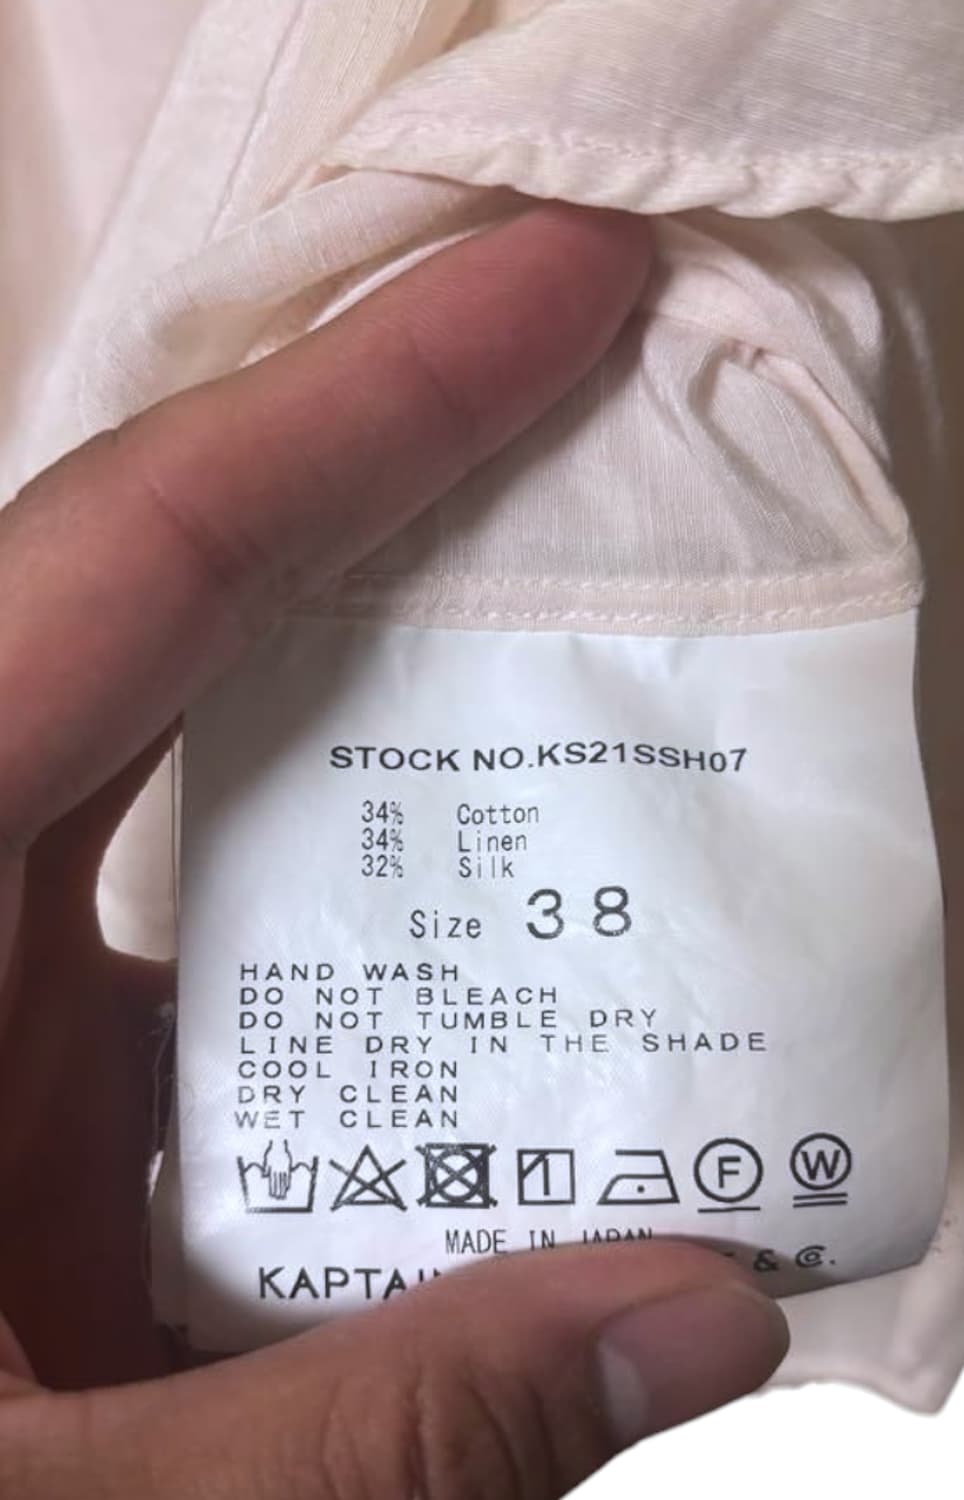 STOCK NO.KS21SSH07
34% Cotton
34% Linen
32% Silk
Size 38
HAND WASH
DO NOT BLEACH
DO NOT TUMBLE DRY
LINE DRY IN THE SHADE
COOL IRON
DRY CLEAN
WET CLEAN
F W
MADE IN JAPAN
& Co.